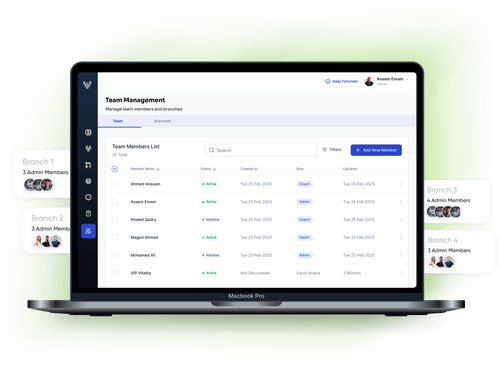 Help Tutorials
Assem Emam
Owner
Team Management
Manage team members and branches
Team
Branches
Team Members List
32 Total
Search
Filters
+ Add New Member
Member Name
States
Created at
Role
Updated
Ahmed Hossam
Active
Tue 25 Feb 2025
Coach
Tue 25 Feb 2025
Assem Emam
Active
Tue 25 Feb 2025
Admin
Tue 25 Feb 2025
Khaled Qadry
Inactive
Tue 25 Feb 2025
Coach
Tue 25 Feb 2025
Maged Ahmed
Active
Tue 25 Feb 2025
Admin
Tue 25 Feb 2025
Mohamed Ali
Inactive
Tue 25 Feb 2025
Admin
Tue 25 Feb 2025
VIP Vitality
Active
Not Discounted
Saudi Arabia
3 Months
Branch 1
3 Admin Members
Branch 2
3 Admin Memb
Branch 3
4 Admin Members
Branch 4
3 Admin Members
Macbook Pro